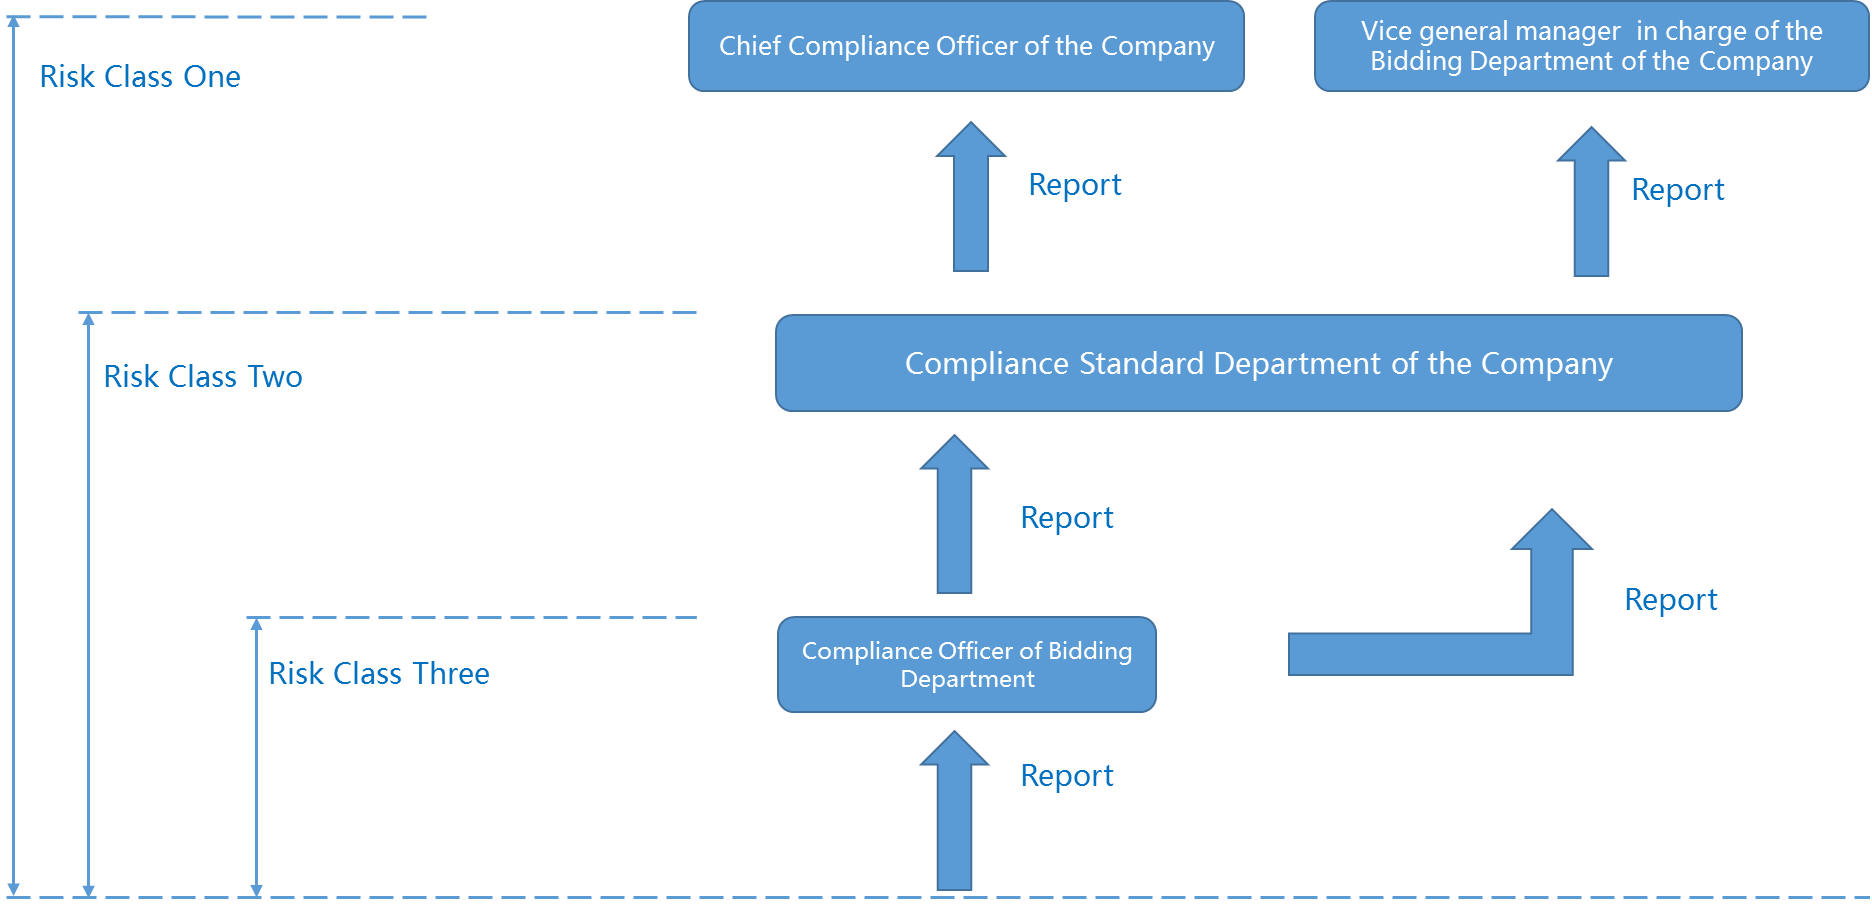 Risk Class One
Chief Compliance Officer of the Company
Vice general manager in charge of the
Bidding Department of the Company
Report
Report
Risk Class Two
Compliance Standard Department of the Company
Report
Report
Risk Class Three
Compliance Officer of Bidding
Department
Report